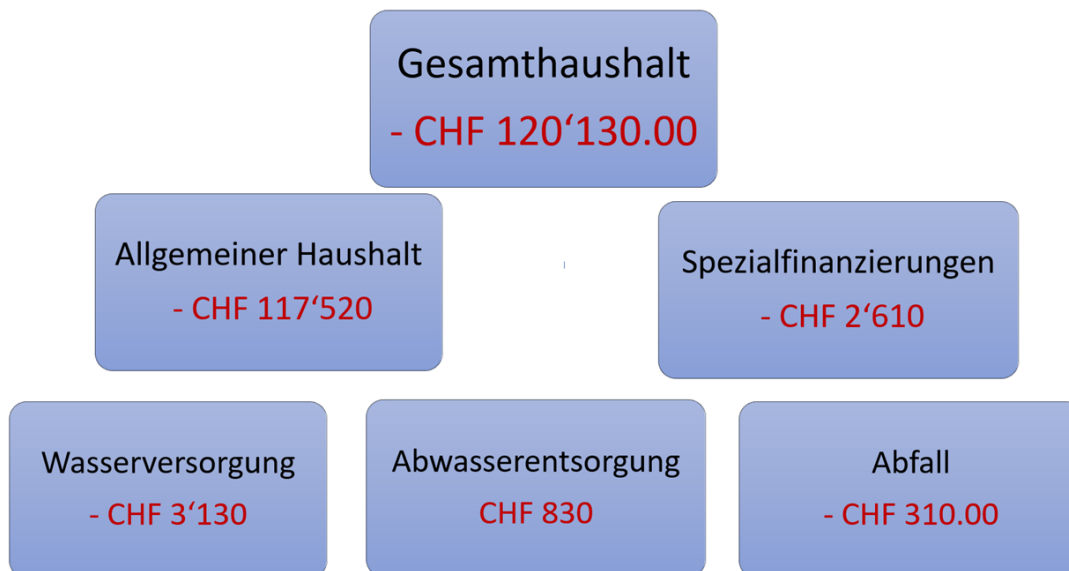 Gesamthaushalt
- CHF 120‘130.00
Allgemeiner Haushalt
- CHF 117‘520
Spezialfinanzierungen
- CHF 2‘610
Wasserversorgung
- CHF 3‘130
Abwasserentsorgung
CHF 830
Abfall
- CHF 310.00